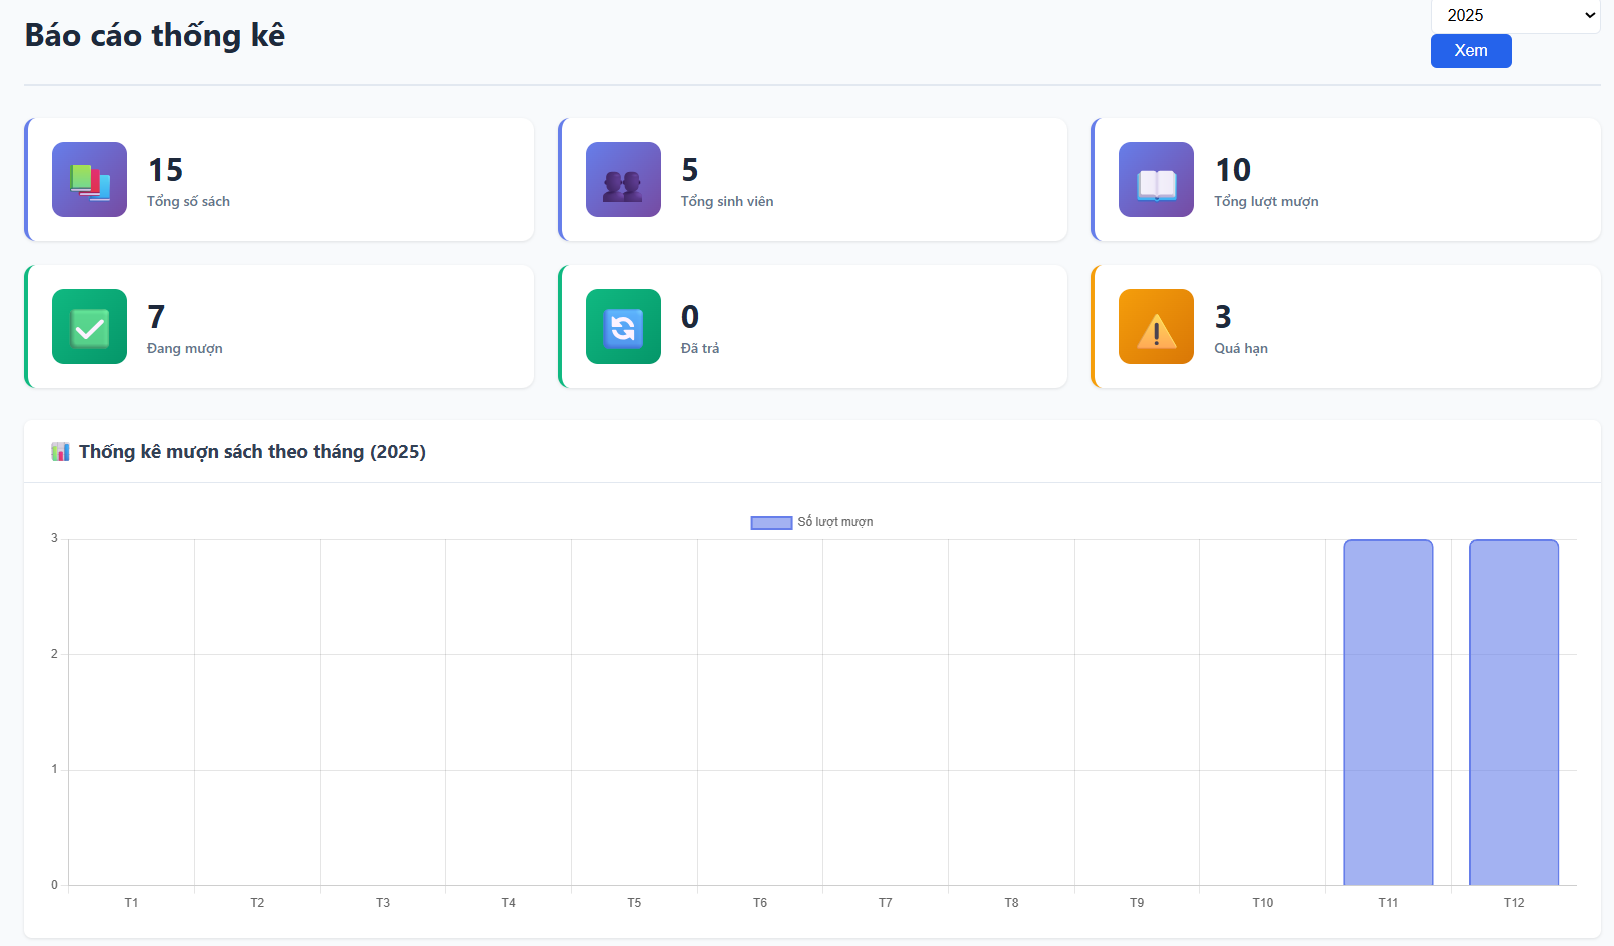 Báo cáo thống kê
2025
Xem
15
Tổng số sách
5
Tổng sinh viên
10
Tổng lượt mượn
7
Đang mượn
0
Đã trả
3
Quá hạn
Thống kê mượn sách theo tháng (2025)
Số lượt mượn
3
2
1
0
T1 T2 T3 T4 T5 T6 T7 T8 T9 T10 T11 T12